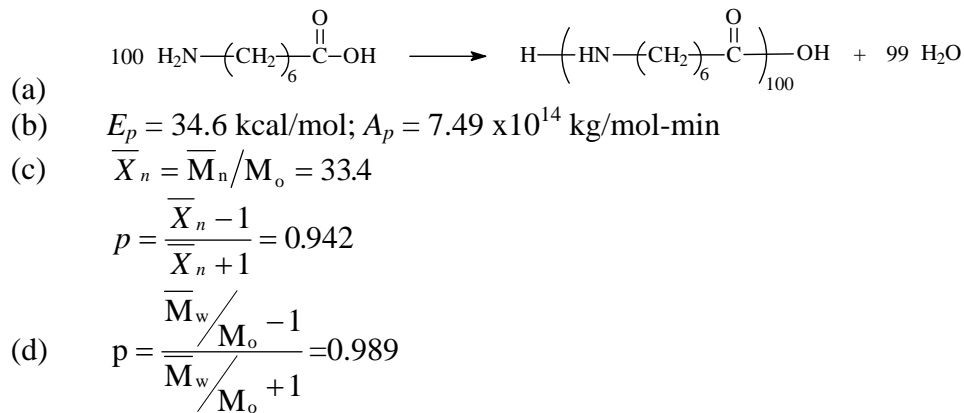 100 H₂N—(CH₂)₆—C(=O)—OH ⟶ H—(HN—(CH₂)₆—C(=O))₁₀₀—OH + 99 H₂O
(a)
(b) Eₚ = 34.6 kcal/mol; Aₚ = 7.49 x10¹⁴ kg/mol-min
(c) X̅ₙ = M̅ₙ/Mₒ = 33.4
p = (X̅ₙ − 1)/(X̅ₙ + 1) = 0.942
(d) p = (M̅w/Mₒ − 1)/(M̅w/Mₒ + 1) =0.989